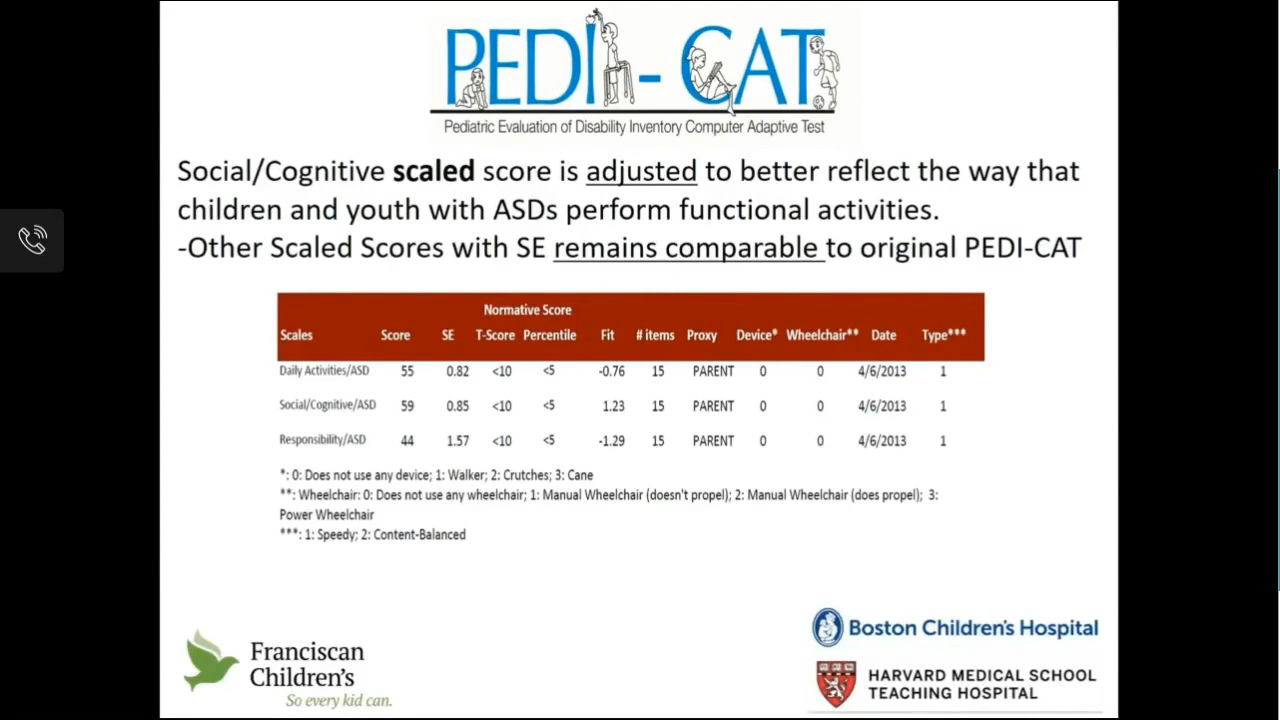 PEDI-CAT
Pediatric Evaluation of Disability Inventory Computer Adaptive Test
Social/Cognitive scaled score is adjusted to better reflect the way that
children and youth with ASDs perform functional activities.
-Other Scaled Scores with SE remains comparable to original PEDI-CAT
Normative Score
Scales Score SE T-Score Percentile Fit # items Proxy Device* Wheelchair** Date Type***
Daily Activities/ASD 55 0.82 <10 <5 -0.76 15 PARENT 0 0 4/6/2013 1
Social/Cognitive/ASD 59 0.85 <10 <5 1.23 15 PARENT 0 0 4/6/2013 1
Responsibility/ASD 44 1.57 <10 <5 -1.29 15 PARENT 0 0 4/6/2013 1
*: 0: Does not use any device; 1: Walker; 2: Crutches; 3: Cane
**: Wheelchair: 0: Does not use any wheelchair; 1: Manual Wheelchair (doesn't propel); 2: Manual Wheelchair (does propel); 3:
Power Wheelchair
***: 1: Speedy; 2: Content-Balanced
Franciscan
Children's
So every kid can.
Boston Children's Hospital
HARVARD MEDICAL SCHOOL
TEACHING HOSPITAL